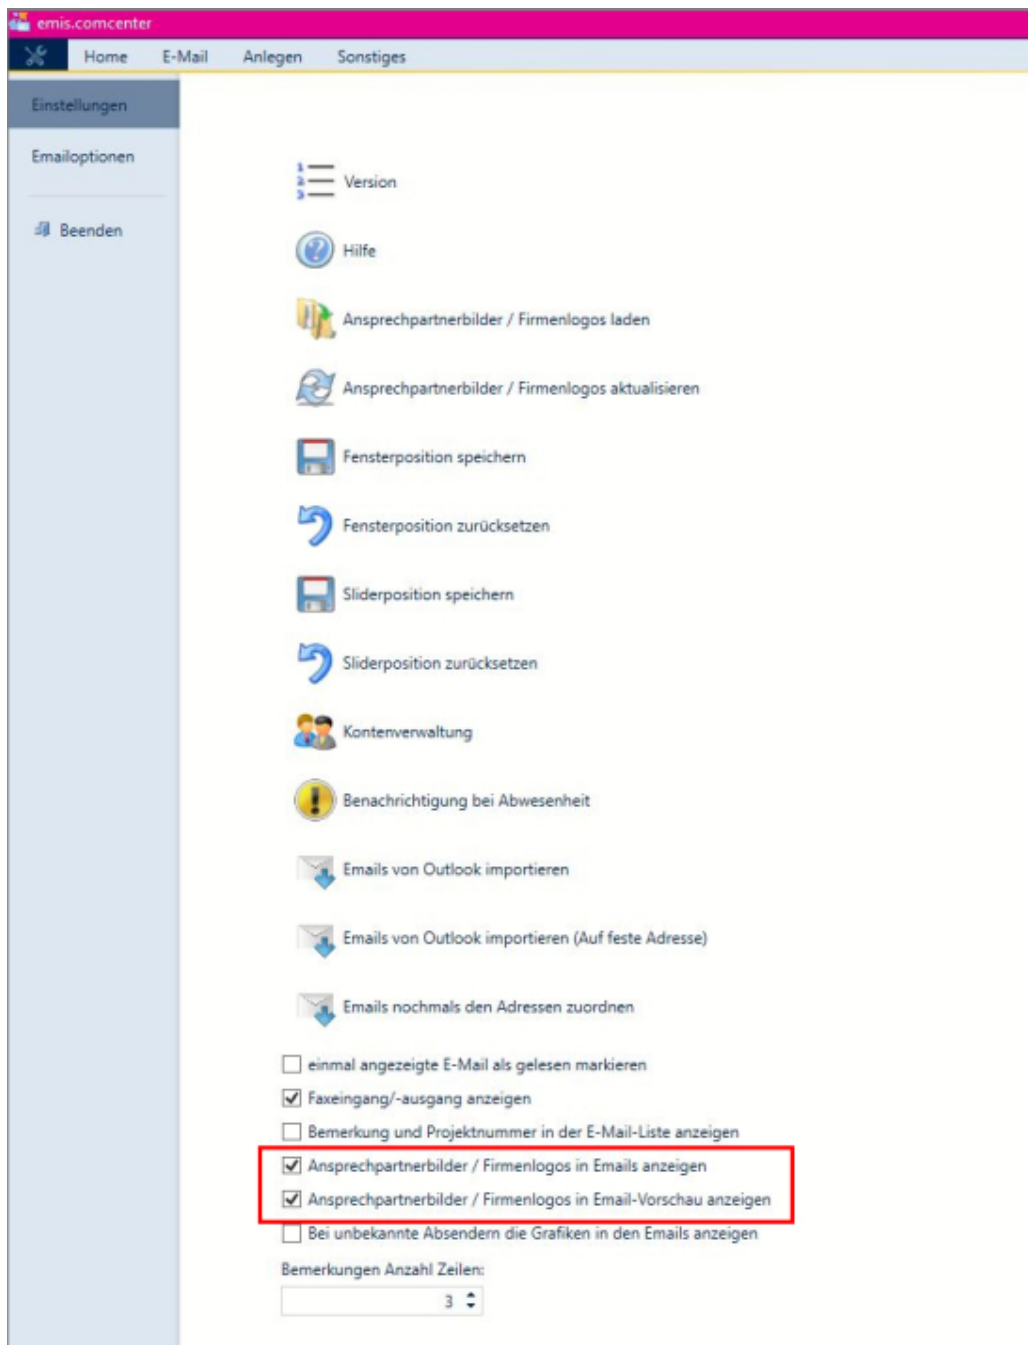 emis.comcenter
Home E-Mail Anlegen Sonstiges
Einstellungen
Emailoptionen
Beenden
1
2
3
Version
Hilfe
Ansprechpartnerbilder / Firmenlogos laden
Ansprechpartnerbilder / Firmenlogos aktualisieren
Fensterposition speichern
Fensterposition zurücksetzen
Sliderposition speichern
Sliderposition zurücksetzen
Kontenverwaltung
Benachrichtigung bei Abwesenheit
Emails von Outlook importieren
Emails von Outlook importieren (Auf feste Adresse)
Emails nochmals den Adressen zuordnen
einmal angezeigte E-Mail als gelesen markieren
Faxeingang/-ausgang anzeigen
Bemerkung und Projektnummer in der E-Mail-Liste anzeigen
Ansprechpartnerbilder / Firmenlogos in Emails anzeigen
Ansprechpartnerbilder / Firmenlogos in Email-Vorschau anzeigen
Bei unbekannte Absendern die Grafiken in den Emails anzeigen
Bemerkungen Anzahl Zeilen:
3